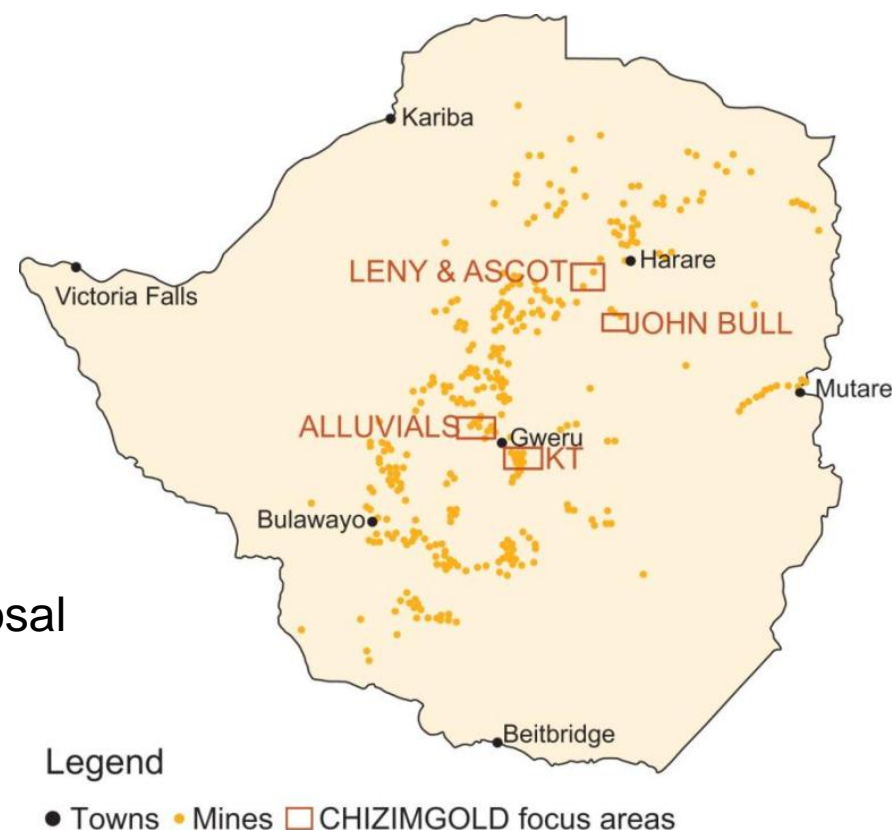 Kariba
Harare
LENY & ASCOT
Victoria Falls
JOHN BULL
Mutare
ALLUVIALS
Gweru
KT
Bulawayo
osal
Beitbridge
Legend
Towns Mines CHIZIMGOLD focus areas